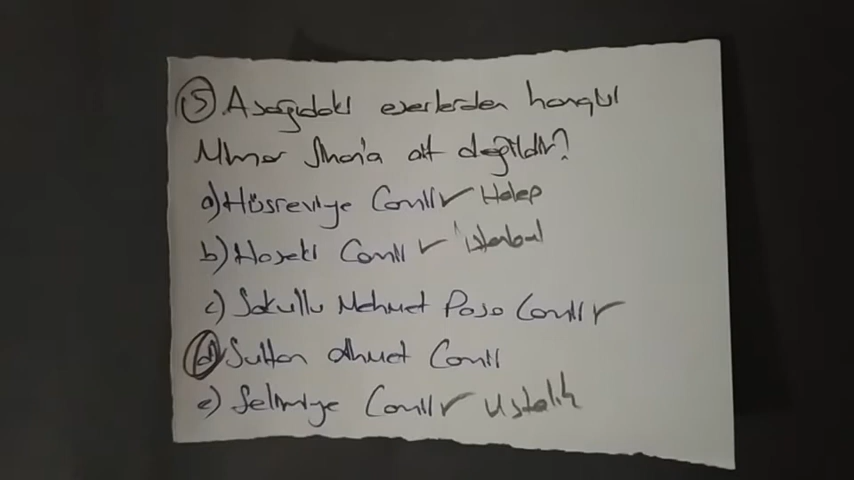 5) Aşağıdaki eserlerden hangisi
Mimar Sinan'a ait değildir?
a) Hüsreviye Camii ✓ Halep
b) Haseki Camii ✓ İstanbul
c) Sokullu Mehmet Paşa Camii ✓
d) Sultan Ahmet Camii
e) Selimiye Camii ✓ Ustalık